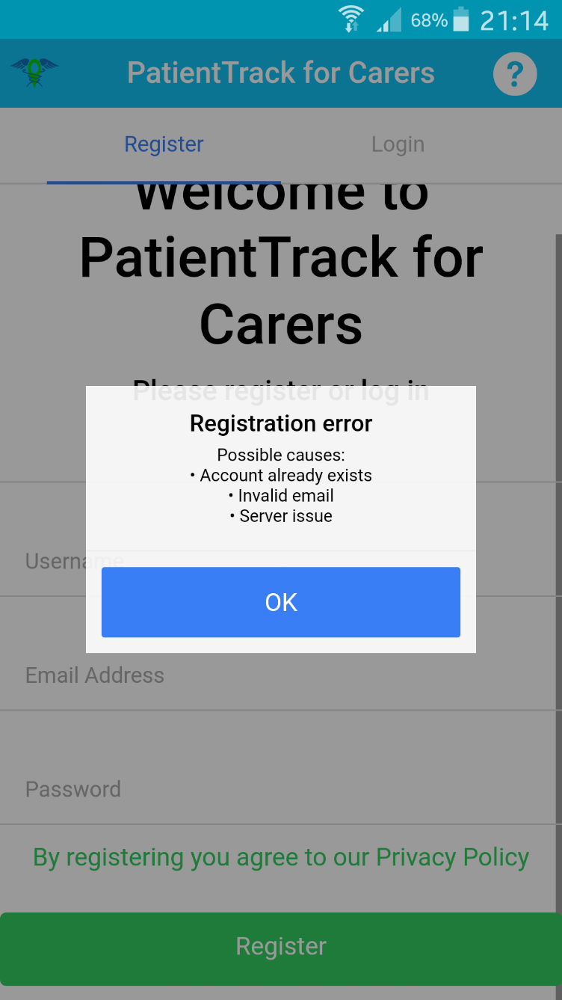 68% 21:14
PatientTrack for Carers ?
Register Login
Welcome to
PatientTrack for
Carers
Please register or log in
Registration error
Possible causes:
• Account already exists
• Invalid email
• Server issue
Username
OK
Email Address
Password
By registering you agree to our Privacy Policy
Register